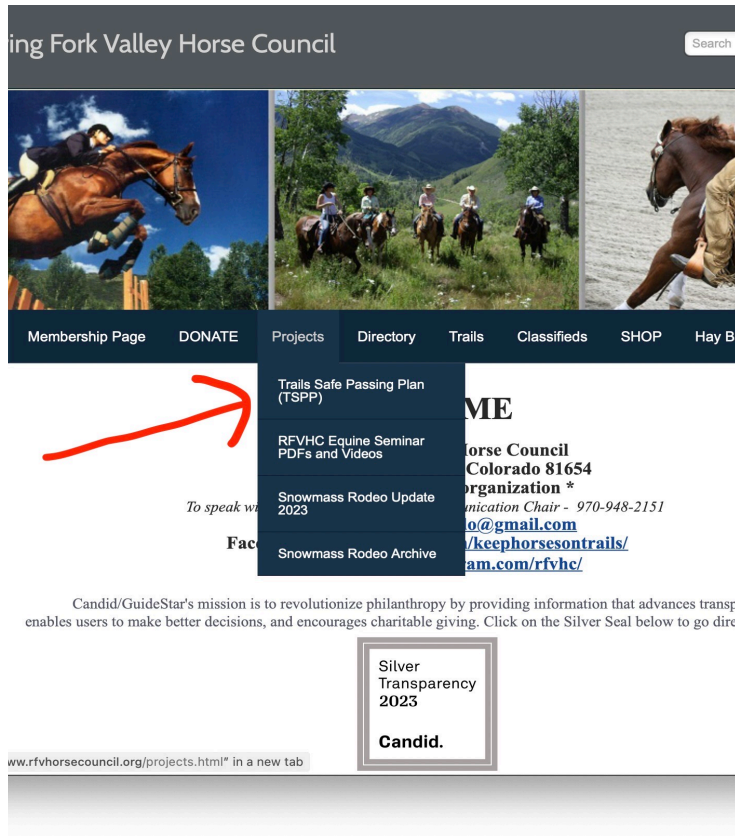 ing Fork Valley Horse Council
Search
Membership Page DONATE Projects Directory Trails Classifieds SHOP Hay B
Trails Safe Passing Plan
(TSPP)
RFVHC Equine Seminar
PDFs and Videos
Snowmass Rodeo Update
2023
Snowmass Rodeo Archive
ME
Horse Council
Colorado 81654
organization *
To speak wi unication Chair - 970-948-2151
o@gmail.com
Face /keephorsesontrails/
ram.com/rfvhc/
Candid/GuideStar's mission is to revolutionize philanthropy by providing information that advances transp
enables users to make better decisions, and encourages charitable giving. Click on the Silver Seal below to go dire
Silver
Transparency
2023
Candid.
ww.rfvhorsecouncil.org/projects.html" in a new tab